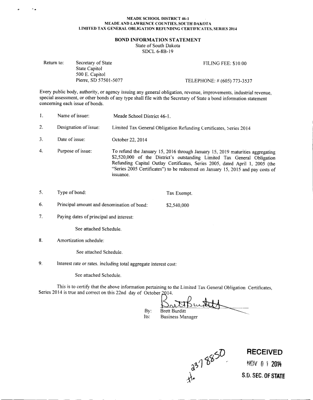 MEADE SCHOOL DISTRICT 46-1
MEADE AND LAWRENCE COUNTIES, SOUTH DAKOTA
LIMITED TAX GENERAL OBLIGATION REFUNDING CERTIFICATES, SERIES 2014
BOND INFORMATION STATEMENT
State of South Dakota
SDCL 6-8B-19
Return to: Secretary of State FILING FEE: $10.00
State Capitol
500 E. Capitol
Pierre, SD 57501-5077 TELEPHONE: # (605) 773-3537
Every public body, authority, or agency issuing any general obligation, revenue, improvement, industrial revenue,
special assessment, or other bonds of any type shall file with the Secretary of State a bond information statement
concerning each issue of bonds.
1. Name of issuer: Meade School District 46-1.
2. Designation of issue: Limited Tax General Obligation Refunding Certificates, Series 2014
3. Date of issue: October 22, 2014
4. Purpose of issue: To refund the January 15, 2016 through January 15, 2019 maturities aggregating
$2,520,000 of the District's outstanding Limited Tax General Obligation
Refunding Capital Outlay Certificates, Series 2005, dated April 1, 2005 (the
"Series 2005 Certificates") to be redeemed on January 15, 2015 and pay costs of
issuance.
5. Type of bond: Tax Exempt.
6. Principal amount and denomination of bond: $2,540,000
7. Paying dates of principal and interest:
See attached Schedule.
8. Amortization schedule:
See attached Schedule.
9. Interest rate or rates, including total aggregate interest cost:
See attached Schedule.
This is to certify that the above information pertaining to the Limited Tax General Obligation Certificates,
Series 2014 is true and correct on this 22nd day of October 2014.
By: Brett Burditt
Its: Business Manager
2378850
RECEIVED
NOV 01 2014
S.D. SEC. OF STATE